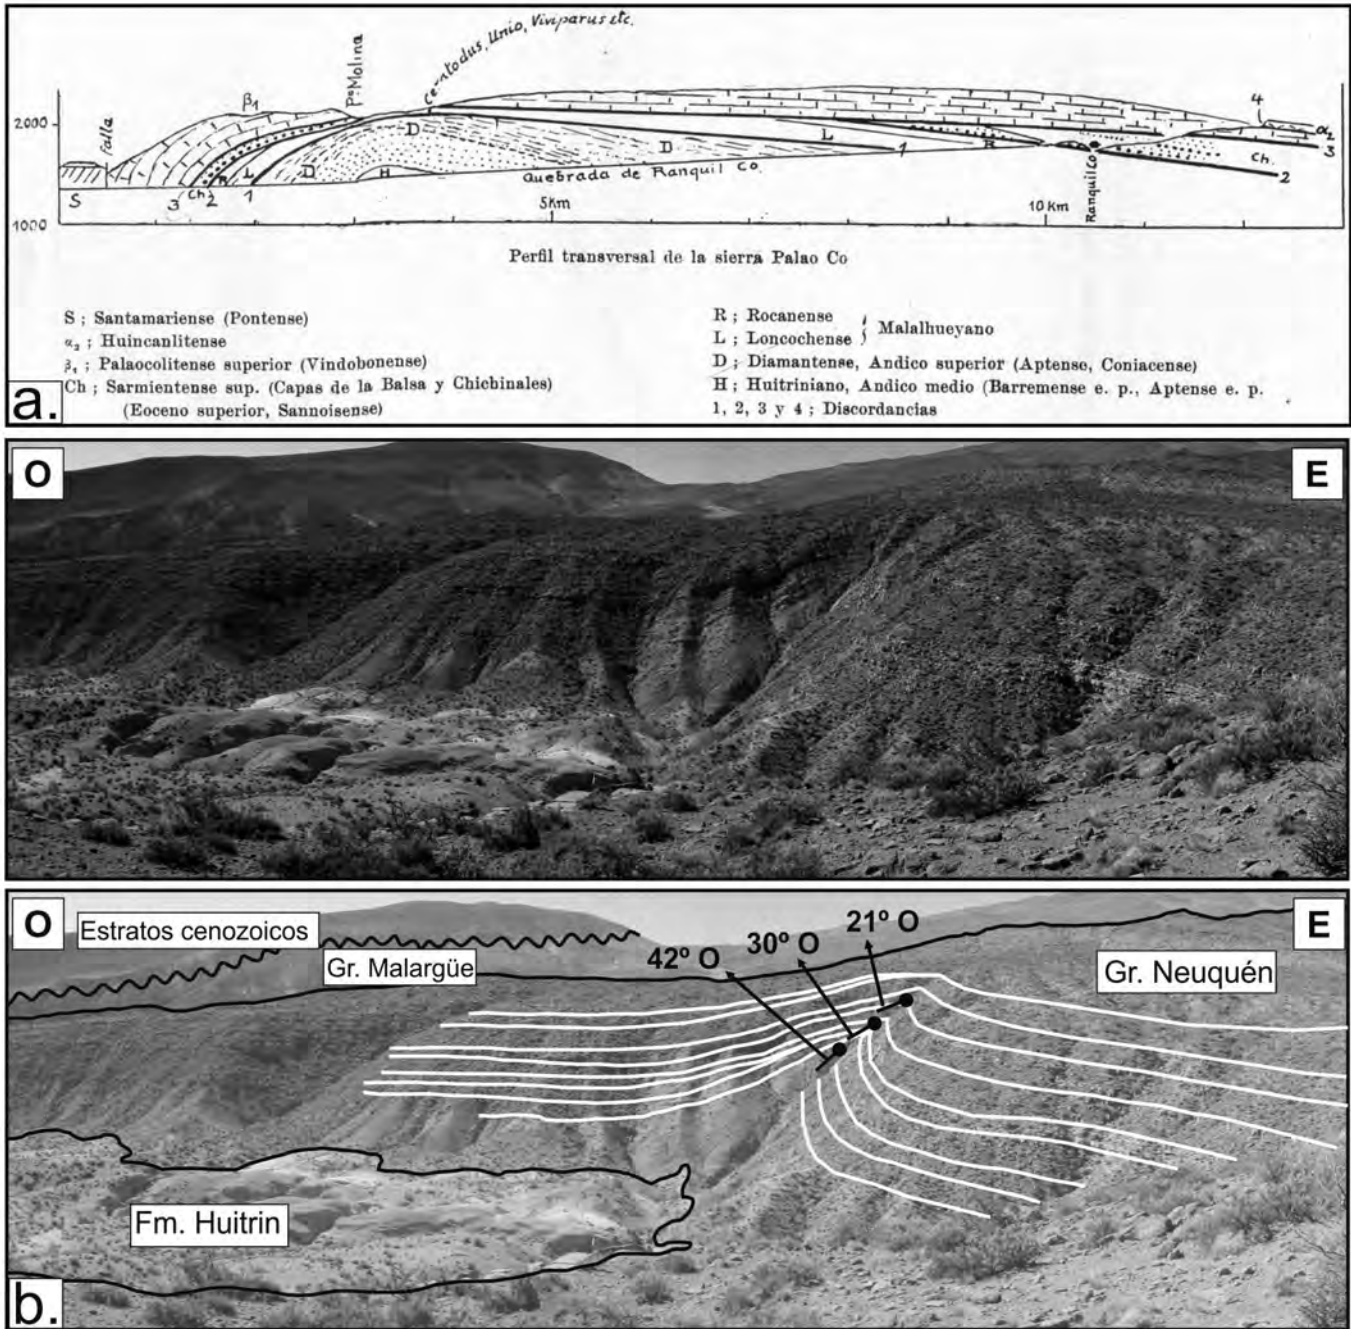 Ceratodus, Unio, Viviparus etc.
Pto Molina
falla
β1
4
2000
D
L
α2
3
S
3
Ch
2
R
L
1
D
H
D
1
R
Ch.
2
Quebrada de Ranquil Co.
Ranquil Co
1000
5Km
10 Km
Perfil transversal de la sierra Palao Co
S ; Santamariense (Pontense)
α₂ ; Huincanlitense
β₁ ; Palaocolitense superior (Vindobonense)
Ch ; Sarmientense sup. (Capas de la Balsa y Chichinales)
(Eoceno superior, Sannoisense)
R ; Rocanense
L ; Loncochense
Malalhueyano
D ; Diamantense, Andico superior (Aptense, Coniacense)
H ; Huitriniano, Andico medio (Barremense e. p., Aptense e. p.
1, 2, 3 y 4 ; Discordancias
a.
O
E
O
E
Estratos cenozoicos
Gr. Malargüe
42º O
30º O
21º O
Gr. Neuquén
Fm. Huitrin
b.